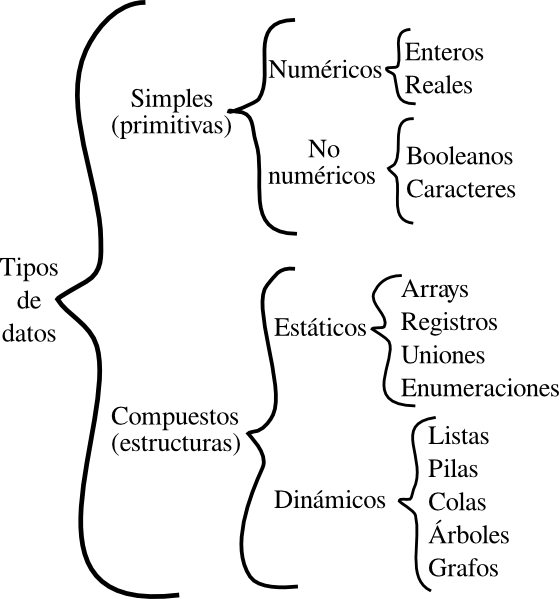 Tipos
de
datos
Simples
(primitivas)
Numéricos
Enteros
Reales
No
numéricos
Booleanos
Caracteres
Compuestos
(estructuras)
Estáticos
Arrays
Registros
Uniones
Enumeraciones
Dinámicos
Listas
Pilas
Colas
Árboles
Grafos